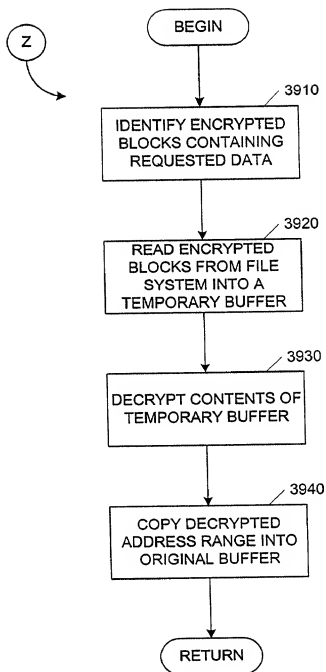 Z
BEGIN
3910
IDENTIFY ENCRYPTED
BLOCKS CONTAINING
REQUESTED DATA
3920
READ ENCRYPTED
BLOCKS FROM FILE
SYSTEM INTO A
TEMPORARY BUFFER
3930
DECRYPT CONTENTS OF
TEMPORARY BUFFER
3940
COPY DECRYPTED
ADDRESS RANGE INTO
ORIGINAL BUFFER
RETURN